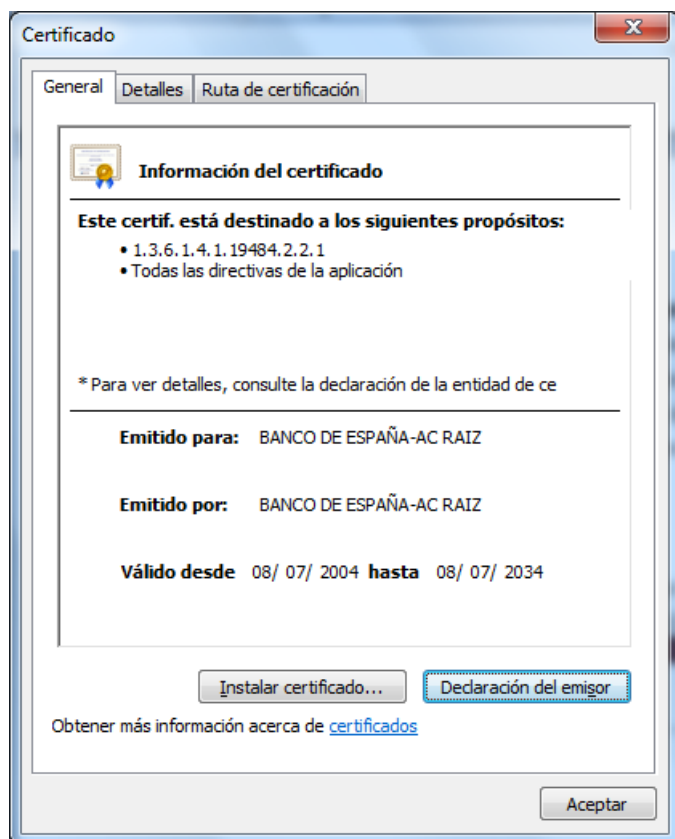 Certificado
General Detalles Ruta de certificación
Información del certificado
Este certif. está destinado a los siguientes propósitos:
• 1.3.6.1.4.1.19484.2.2.1
• Todas las directivas de la aplicación
* Para ver detalles, consulte la declaración de la entidad de ce
Emitido para: BANCO DE ESPAÑA-AC RAIZ
Emitido por: BANCO DE ESPAÑA-AC RAIZ
Válido desde 08/ 07/ 2004 hasta 08/ 07/ 2034
Instalar certificado... Declaración del emisor
Obtener más información acerca de certificados
Aceptar